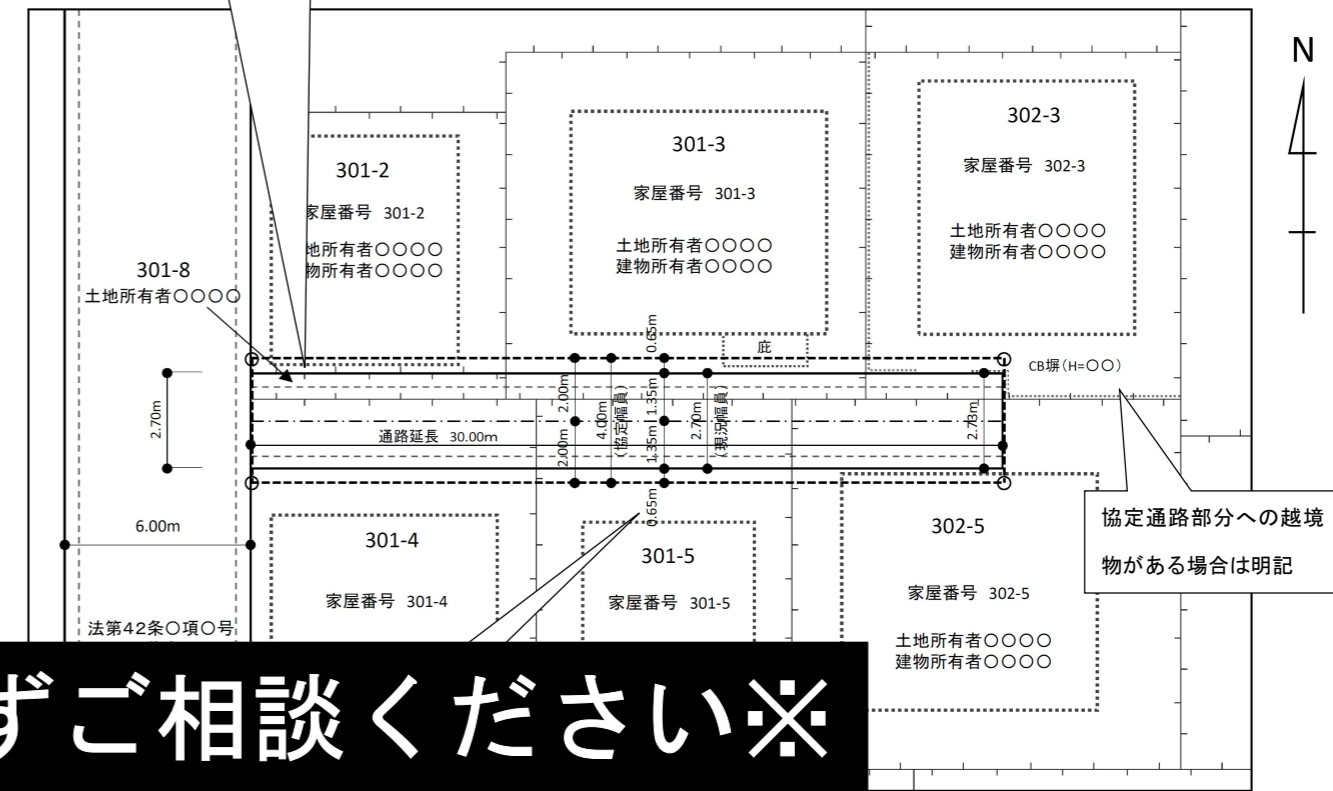 N
301-2
家屋番号 301-2
地所有者〇〇〇〇
物所有者〇〇〇〇
301-3
家屋番号 301-3
土地所有者〇〇〇〇
建物所有者〇〇〇〇
302-3
家屋番号 302-3
土地所有者〇〇〇〇
建物所有者〇〇〇〇
301-8
土地所有者〇〇〇〇
庇
CB塀(H=〇〇)
0.65m
2.00m
2.00m
4.00m
(協定幅員)
1.35m
1.35m
2.70m
(現況幅員)
2.73m
2.70m
通路延長 30.00m
0.65m
6.00m
協定通路部分への越境
物がある場合は明記
301-4
家屋番号 301-4
301-5
家屋番号 301-5
302-5
家屋番号 302-5
土地所有者〇〇〇〇
建物所有者〇〇〇〇
法第42条〇項〇号
ずご相談ください※